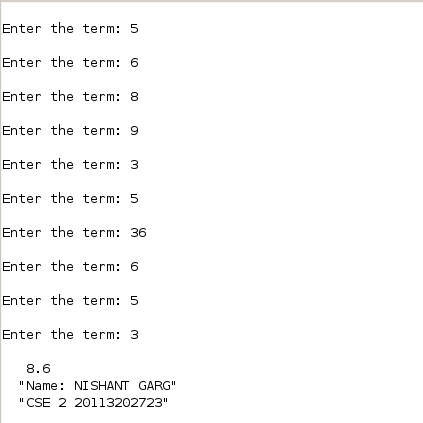 Enter the term: 5
Enter the term: 6
Enter the term: 8
Enter the term: 9
Enter the term: 3
Enter the term: 5
Enter the term: 36
Enter the term: 6
Enter the term: 5
Enter the term: 3
8.6
"Name: NISHANT GARG"
"CSE 2 20113202723"